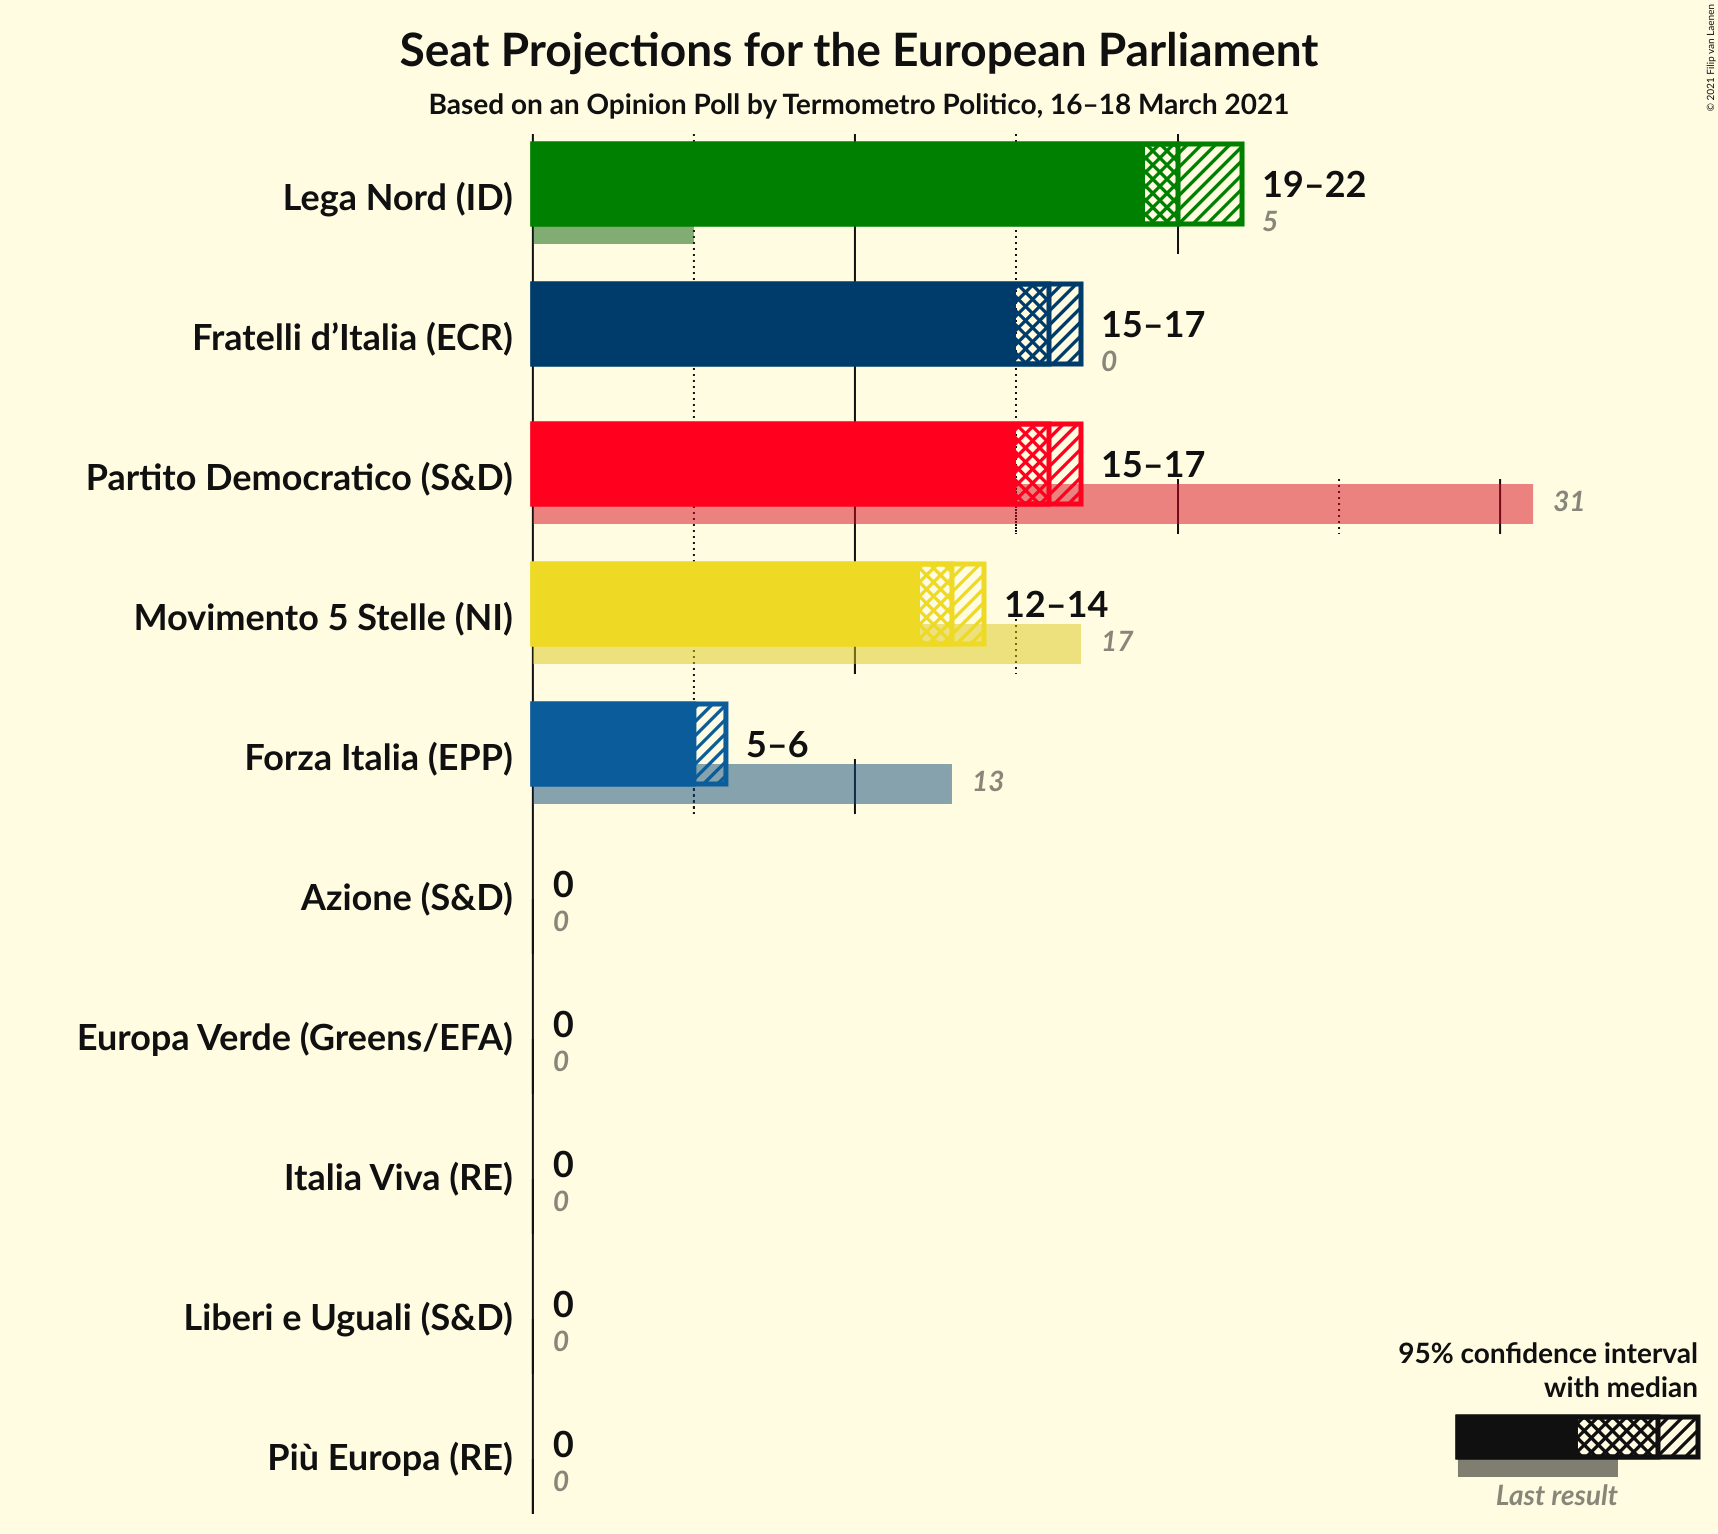 Seat Projections for the European Parliament
Based on an Opinion Poll by Termometro Politico, 16–18 March 2021
© 2021 Filip van Laenen
Lega Nord (ID)
19–22
5
Fratelli d’Italia (ECR)
15–17
0
Partito Democratico (S&D)
15–17
31
Movimento 5 Stelle (NI)
12–14
17
Forza Italia (EPP)
5–6
13
Azione (S&D)
0
0
Europa Verde (Greens/EFA)
0
0
Italia Viva (RE)
0
0
Liberi e Uguali (S&D)
0
0
Più Europa (RE)
0
0
95% confidence interval
with median
Last result